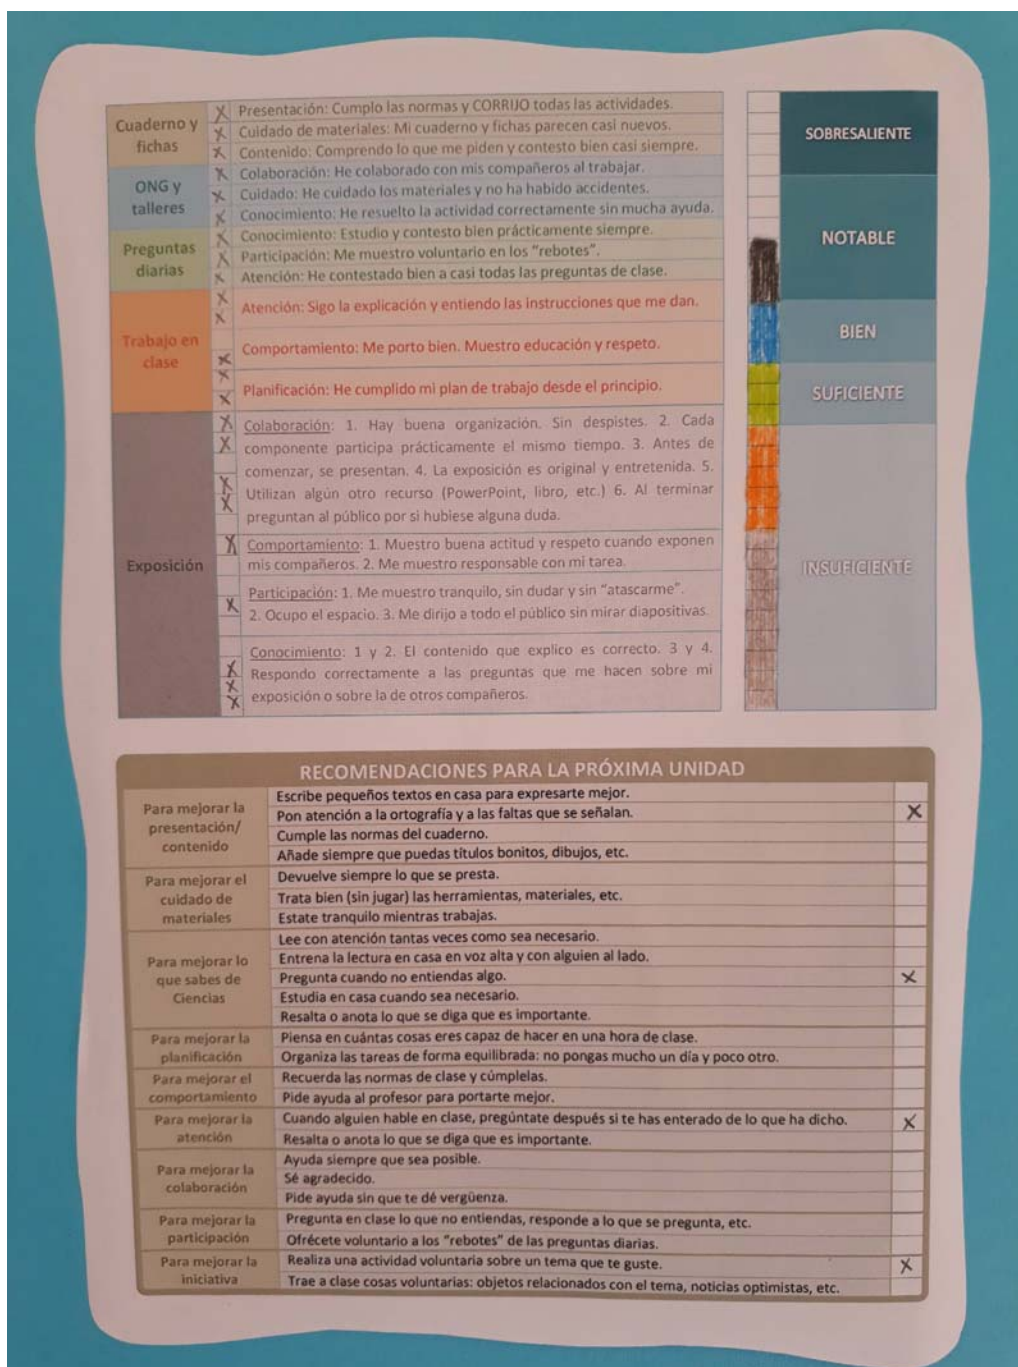 Cuaderno y
fichas
X Presentación: Cumplo las normas y CORRIJO todas las actividades.
X Cuidado de materiales: Mi cuaderno y fichas parecen casi nuevos.
X Contenido: Comprendo lo que me piden y contesto bien casi siempre.
ONG y
talleres
X Colaboración: He colaborado con mis compañeros al trabajar.
X Cuidado: He cuidado los materiales y no ha habido accidentes.
X Conocimiento: He resuelto la actividad correctamente sin mucha ayuda.
Preguntas
diarias
X Conocimiento: Estudio y contesto bien prácticamente siempre.
X Participación: Me muestro voluntario en los "rebotes".
X Atención: He contestado bien a casi todas las preguntas de clase.
Trabajo en
clase
X
X
Atención: Sigo la explicación y entiendo las instrucciones que me dan.
X Comportamiento: Me porto bien. Muestro educación y respeto.
X
X
Planificación: He cumplido mi plan de trabajo desde el principio.
Exposición
X Colaboración: 1. Hay buena organización. Sin despistes. 2. Cada
X componente participa prácticamente el mismo tiempo. 3. Antes de
comenzar, se presentan. 4. La exposición es original y entretenida. 5.
X Utilizan algún otro recurso (PowerPoint, libro, etc.) 6. Al terminar
X preguntan al público por si hubiese alguna duda.
X Comportamiento: 1. Muestro buena actitud y respeto cuando exponen
mis compañeros. 2. Me muestro responsable con mi tarea.
Participación: 1. Me muestro tranquilo, sin dudar y sin "atascarme".
X 2. Ocupo el espacio. 3. Me dirijo a todo el público sin mirar diapositivas.
Conocimiento: 1 y 2. El contenido que explico es correcto. 3 y 4.
X Respondo correctamente a las preguntas que me hacen sobre mi
X
X exposición o sobre la de otros compañeros.
SOBRESALIENTE
NOTABLE
BIEN
SUFICIENTE
INSUFICIENTE
RECOMENDACIONES PARA LA PRÓXIMA UNIDAD
Para mejorar la
presentación/
contenido
Escribe pequeños textos en casa para expresarte mejor.
Pon atención a la ortografía y a las faltas que se señalan. X
Cumple las normas del cuaderno.
Añade siempre que puedas títulos bonitos, dibujos, etc.
Para mejorar el
cuidado de
materiales
Devuelve siempre lo que se presta.
Trata bien (sin jugar) las herramientas, materiales, etc.
Estate tranquilo mientras trabajas.
Para mejorar lo
que sabes de
Ciencias
Lee con atención tantas veces como sea necesario.
Entrena la lectura en casa en voz alta y con alguien al lado.
Pregunta cuando no entiendas algo. X
Estudia en casa cuando sea necesario.
Resalta o anota lo que se diga que es importante.
Para mejorar la
planificación
Piensa en cuántas cosas eres capaz de hacer en una hora de clase.
Organiza las tareas de forma equilibrada: no pongas mucho un día y poco otro.
Para mejorar el
comportamiento
Recuerda las normas de clase y cúmplelas.
Pide ayuda al profesor para portarte mejor.
Para mejorar la
atención
Cuando alguien hable en clase, pregúntate después si te has enterado de lo que ha dicho. X
Resalta o anota lo que se diga que es importante.
Para mejorar la
colaboración
Ayuda siempre que sea posible.
Sé agradecido.
Pide ayuda sin que te dé vergüenza.
Para mejorar la
participación
Pregunta en clase lo que no entiendas, responde a lo que se pregunta, etc.
Ofrécete voluntario a los "rebotes" de las preguntas diarias.
Para mejorar la
iniciativa
Realiza una actividad voluntaria sobre un tema que te guste. X
Trae a clase cosas voluntarias: objetos relacionados con el tema, noticias optimistas, etc.